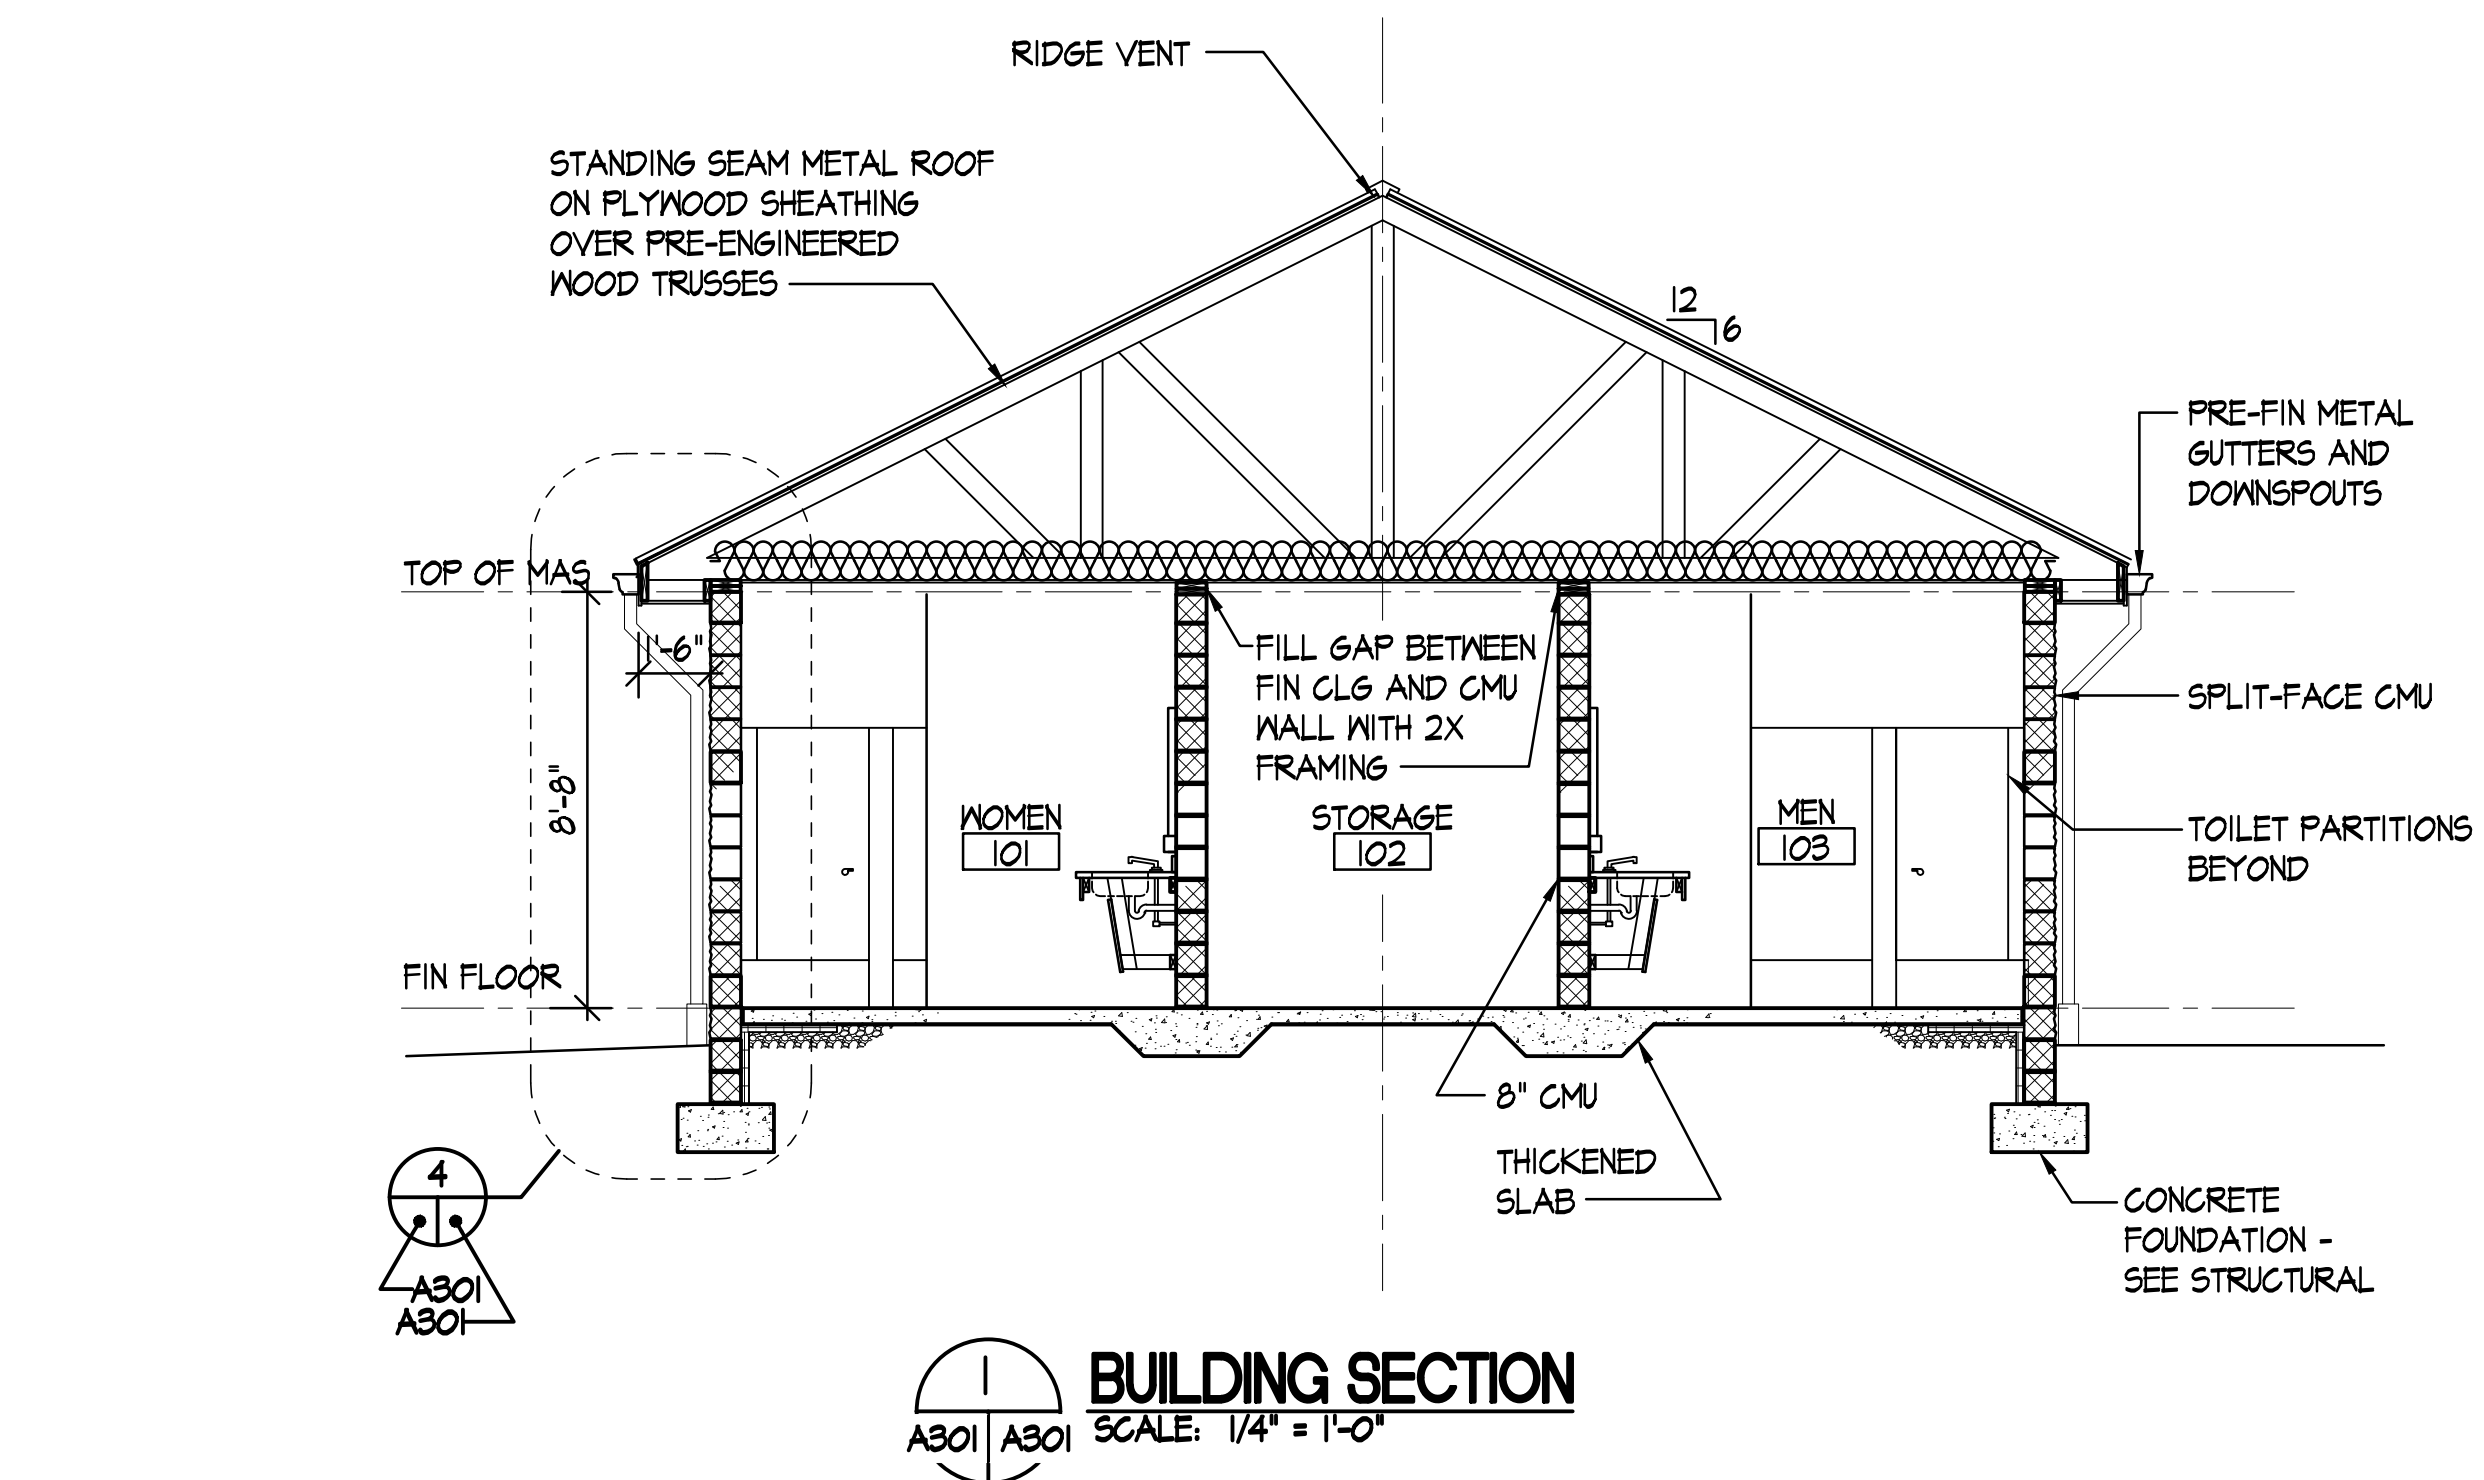 RIDGE VENT
STANDING SEAM METAL ROOF
ON PLYWOOD SHEATHING
OVER PRE-ENGINEERED
WOOD TRUSSES
12
6
PRE-FIN METAL
GUTTERS AND
DOWNSPOUTS
TOP OF MAS
1'-6"
FILL GAP BETWEEN
FIN CLG AND CMU
WALL WITH 2X
FRAMING
SPLIT-FACE CMU
8'-8"
WOMEN
101
STORAGE
102
MEN
103
TOILET PARTITIONS
BEYOND
FIN FLOOR
8" CMU
THICKENED
SLAB
4
A301
A301
CONCRETE
FOUNDATION -
SEE STRUCTURAL
1
A301 A301
BUILDING SECTION
SCALE: 1/4" = 1'-0"